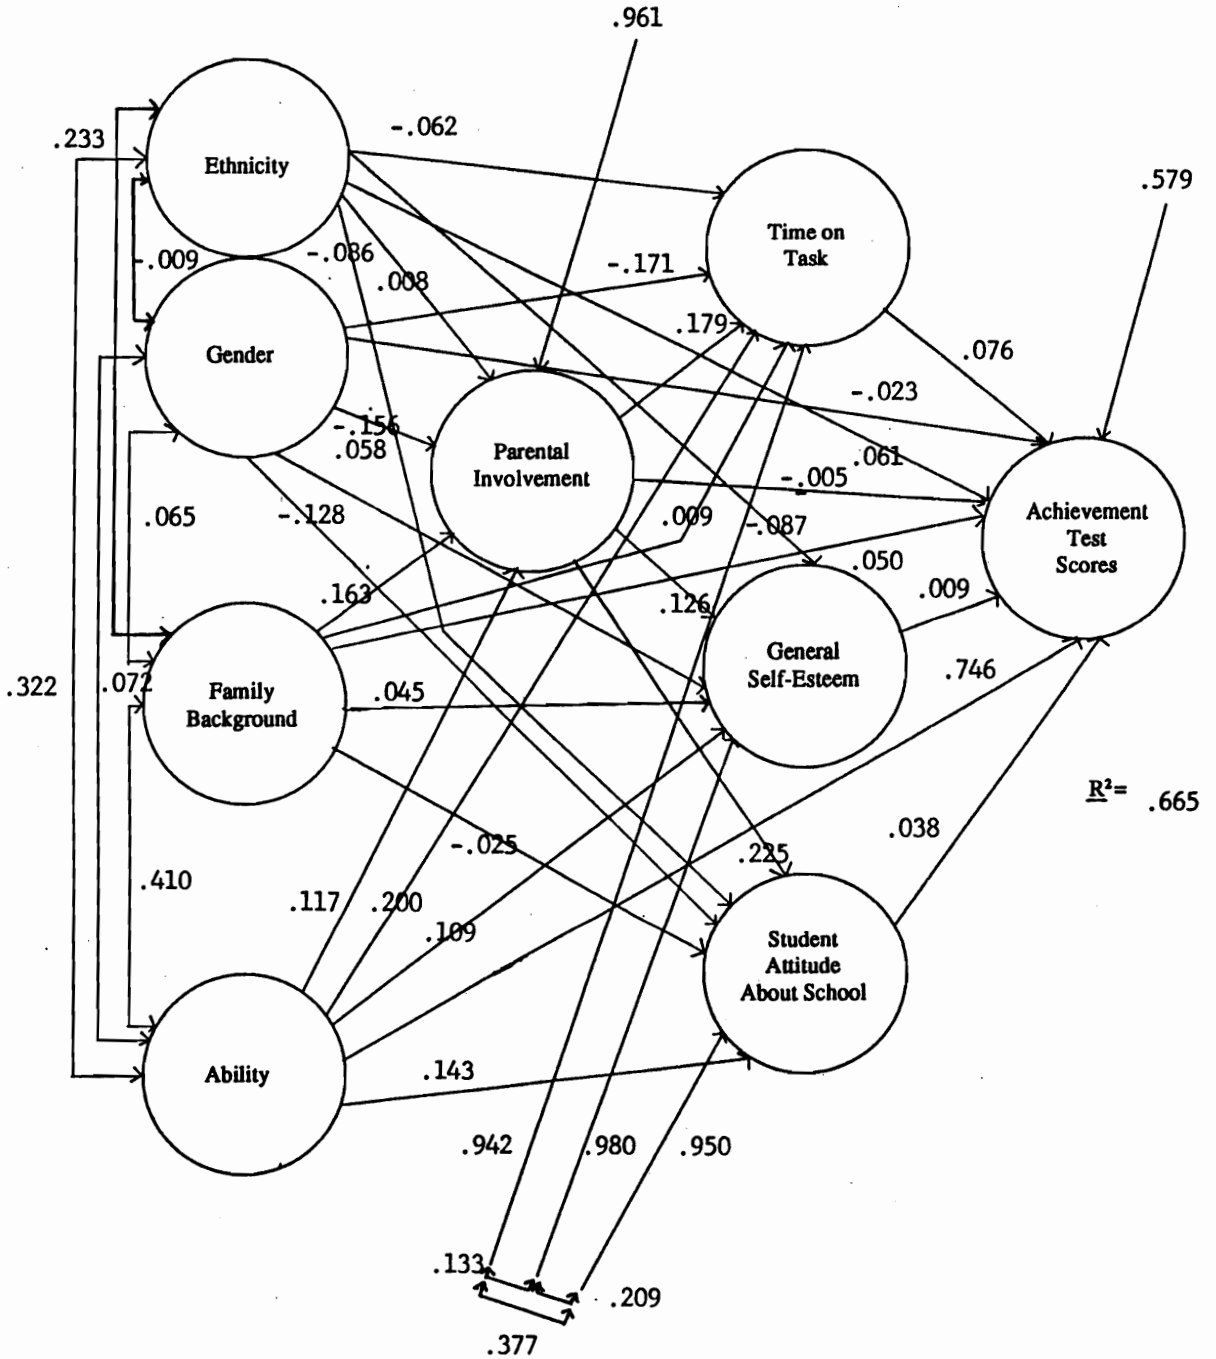 .961
-.062
.233
Ethnicity
.579
Time on
Task
-.009
-.086
.008
-.171
.179
Gender
.076
-.023
-.156
.058
Parental
Involvement
.061
-.005
.065
-.128
.009
-.087
Achievement
Test
Scores
.050
.163
.126
.009
General
Self-Esteem
.746
.322
.072
Family
Background
.045
R²= .665
.038
-.025
.225
.410
.117
.200
.109
Student
Attitude
About School
Ability
.143
.942
.980
.950
.133
.209
.377